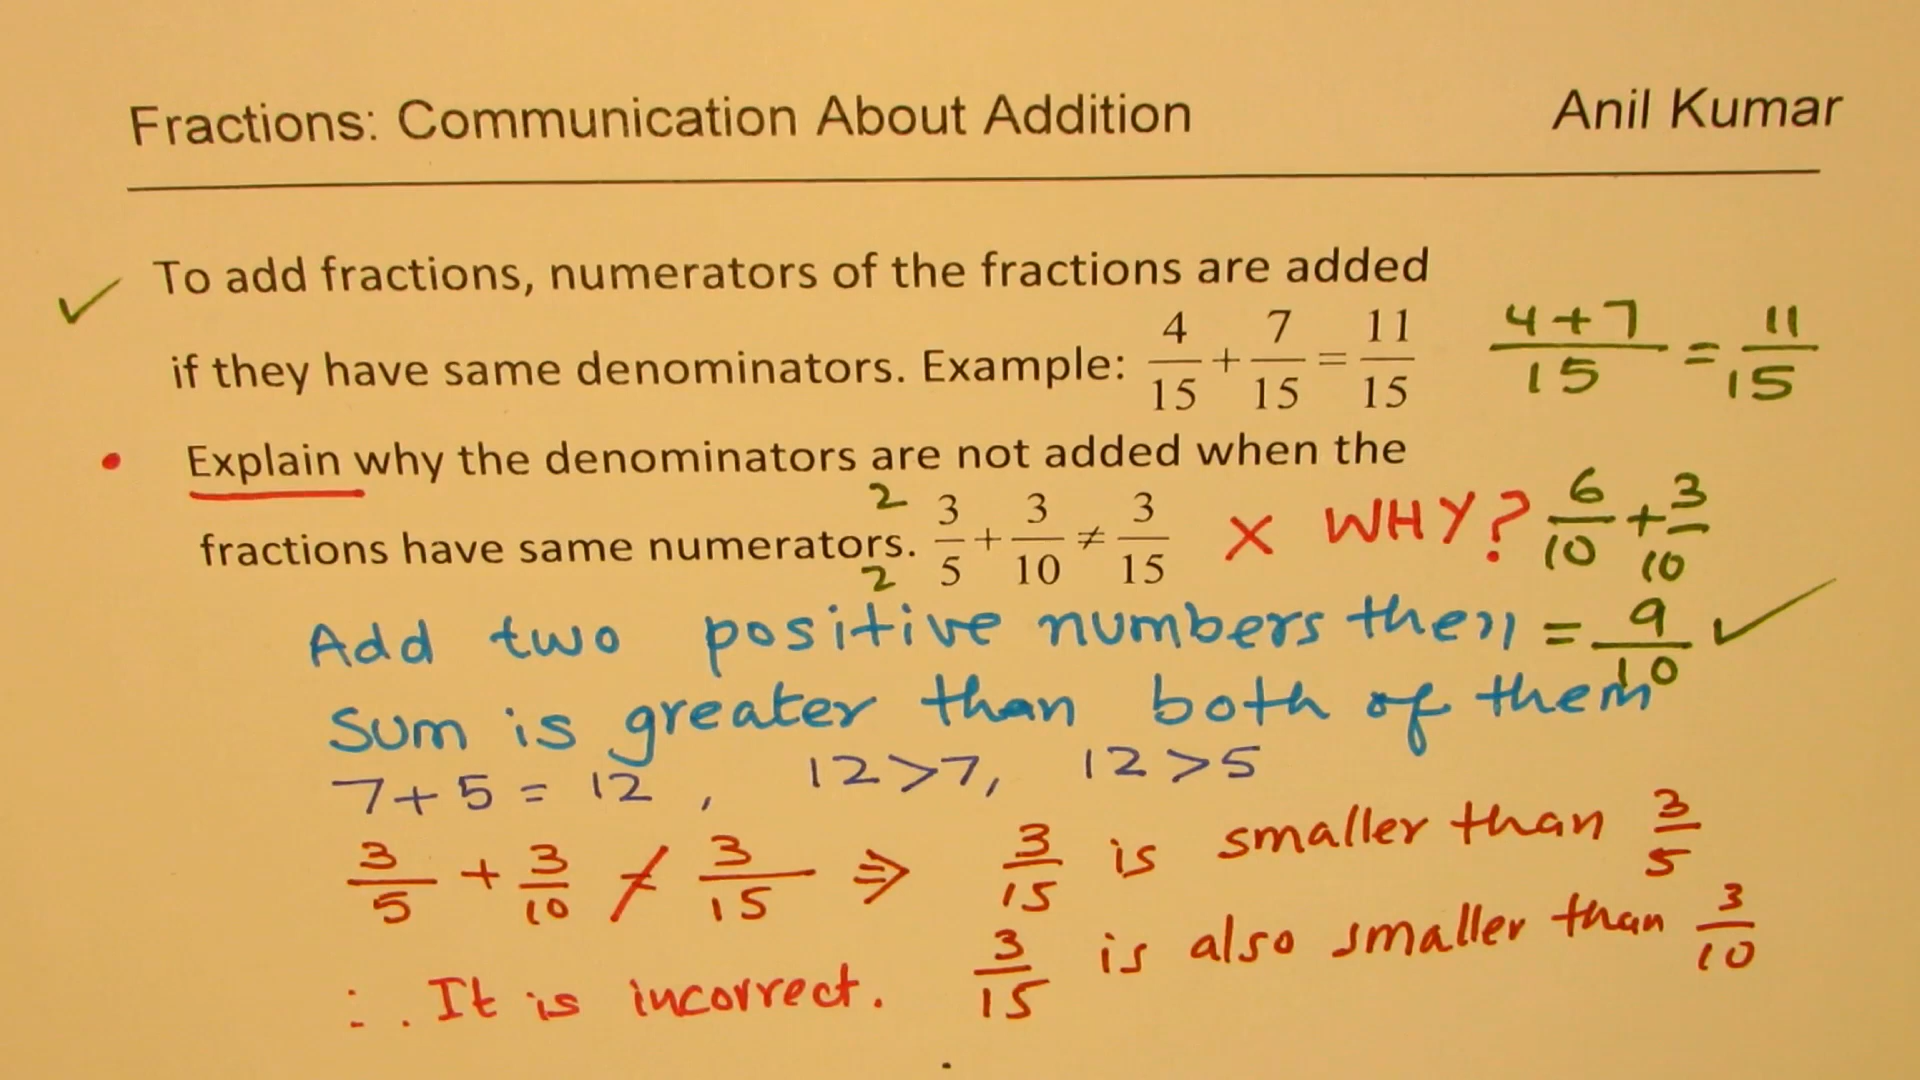 Fractions: Communication About Addition Anil Kumar
✓ To add fractions, numerators of the fractions are added
if they have same denominators. Example: 4/15 + 7/15 = 11/15 (4+7)/15 = 11/15
• Explain why the denominators are not added when the
fractions have same numerators. 2/2 3/5 + 3/10 ≠ 3/15 X WHY? 6/10 + 3/10
Add two positive numbers then = 9/10 ✓
sum is greater than both of them
7+5 = 12, 12>7, 12>5
3/5 + 3/10 ≠ 3/15 ⇒ 3/15 is smaller than 3/5
∴ It is incorrect. 3/15 is also smaller than 3/10